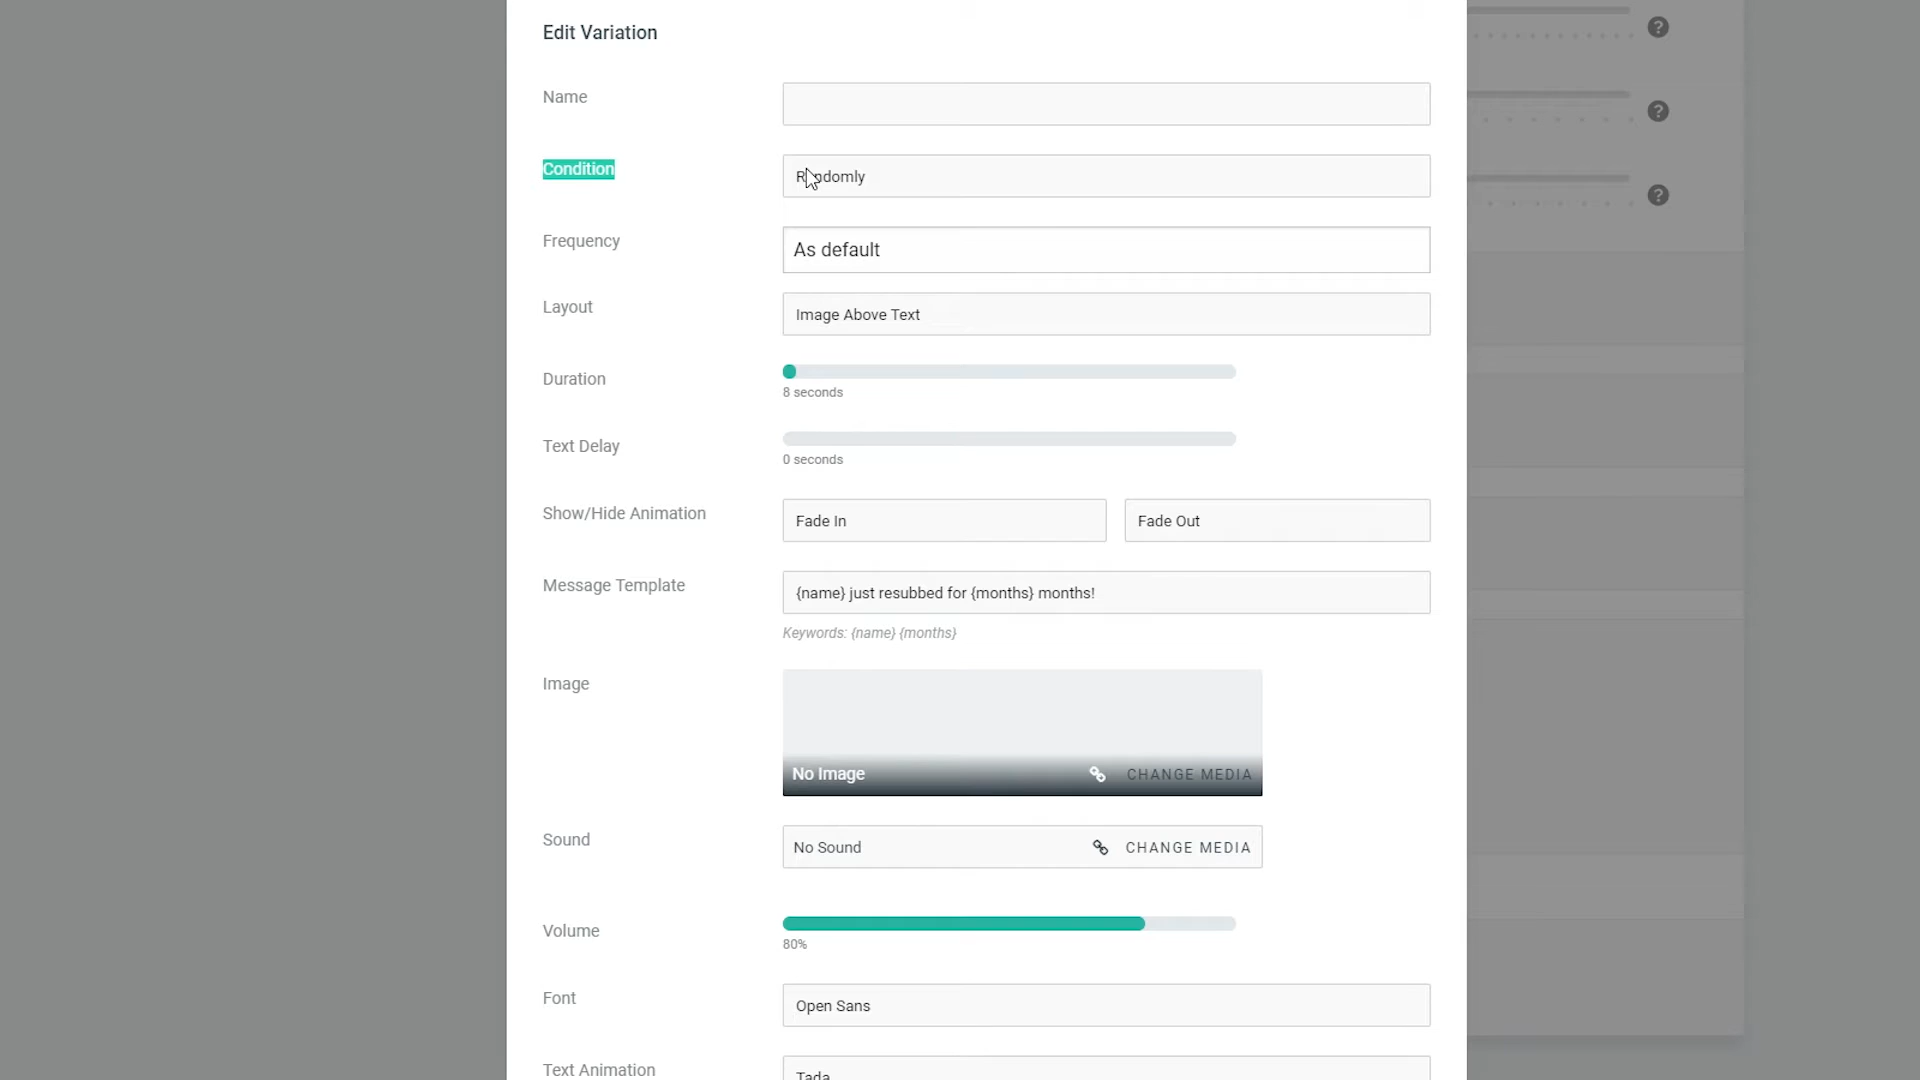 Edit Variation
Name
Condition
Randomly
Frequency
As default
Layout
Image Above Text
Duration
8 seconds
Text Delay
0 seconds
Show/Hide Animation
Fade In
Fade Out
Message Template
{name} just resubbed for {months} months!
Keywords: {name} {months}
Image
No Image
CHANGE MEDIA
Sound
No Sound
CHANGE MEDIA
Volume
80%
Font
Open Sans
Text Animation
Tada
?
?
?